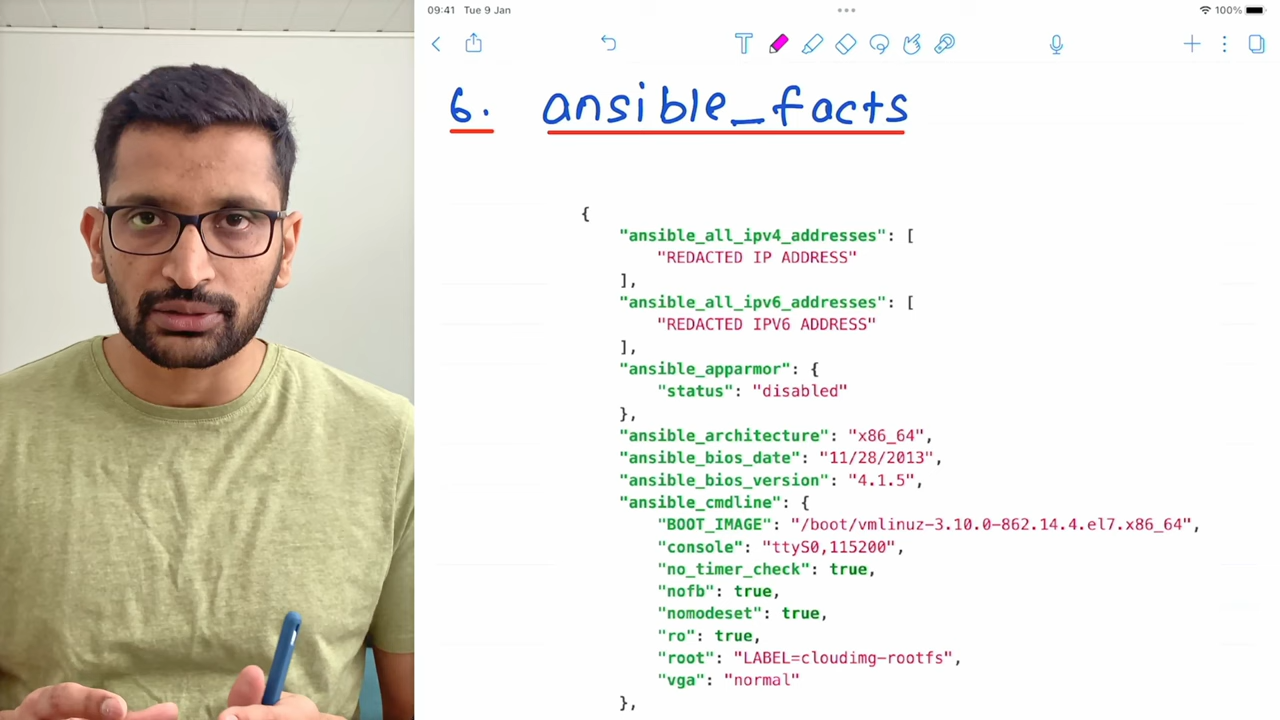 09:41 Tue 9 Jan
100%
T
6. ansible_facts
{
"ansible_all_ipv4_addresses": [
"REDACTED IP ADDRESS"
],
"ansible_all_ipv6_addresses": [
"REDACTED IPV6 ADDRESS"
],
"ansible_apparmor": {
"status": "disabled"
},
"ansible_architecture": "x86_64",
"ansible_bios_date": "11/28/2013",
"ansible_bios_version": "4.1.5",
"ansible_cmdline": {
"BOOT_IMAGE": "/boot/vmlinuz-3.10.0-862.14.4.el7.x86_64",
"console": "ttyS0,115200",
"no_timer_check": true,
"nofb": true,
"nomodeset": true,
"ro": true,
"root": "LABEL=cloudimg-rootfs",
"vga": "normal"
},